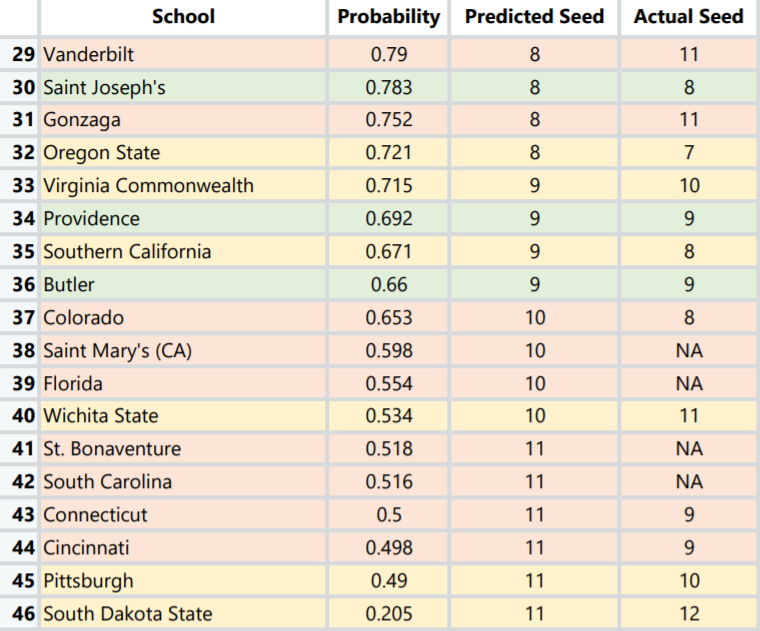 School Probability Predicted Seed Actual Seed
29 Vanderbilt 0.79 8 11
30 Saint Joseph's 0.783 8 8
31 Gonzaga 0.752 8 11
32 Oregon State 0.721 8 7
33 Virginia Commonwealth 0.715 9 10
34 Providence 0.692 9 9
35 Southern California 0.671 9 8
36 Butler 0.66 9 9
37 Colorado 0.653 10 8
38 Saint Mary's (CA) 0.598 10 NA
39 Florida 0.554 10 NA
40 Wichita State 0.534 10 11
41 St. Bonaventure 0.518 11 NA
42 South Carolina 0.516 11 NA
43 Connecticut 0.5 11 9
44 Cincinnati 0.498 11 9
45 Pittsburgh 0.49 11 10
46 South Dakota State 0.205 11 12